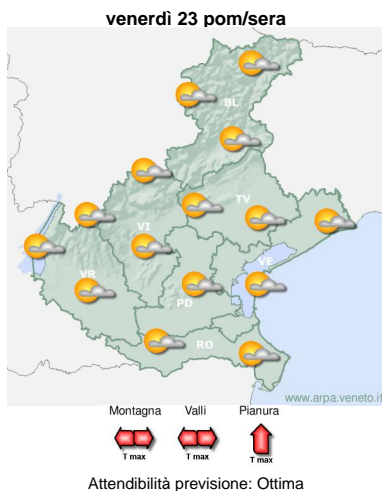 venerdì 23 pom/sera
BL
TV
VI
VE
VR
PD
RO
www.arpa.veneto.it
Montagna Valli Pianura
T max T max T max
Attendibilità previsione: Ottima